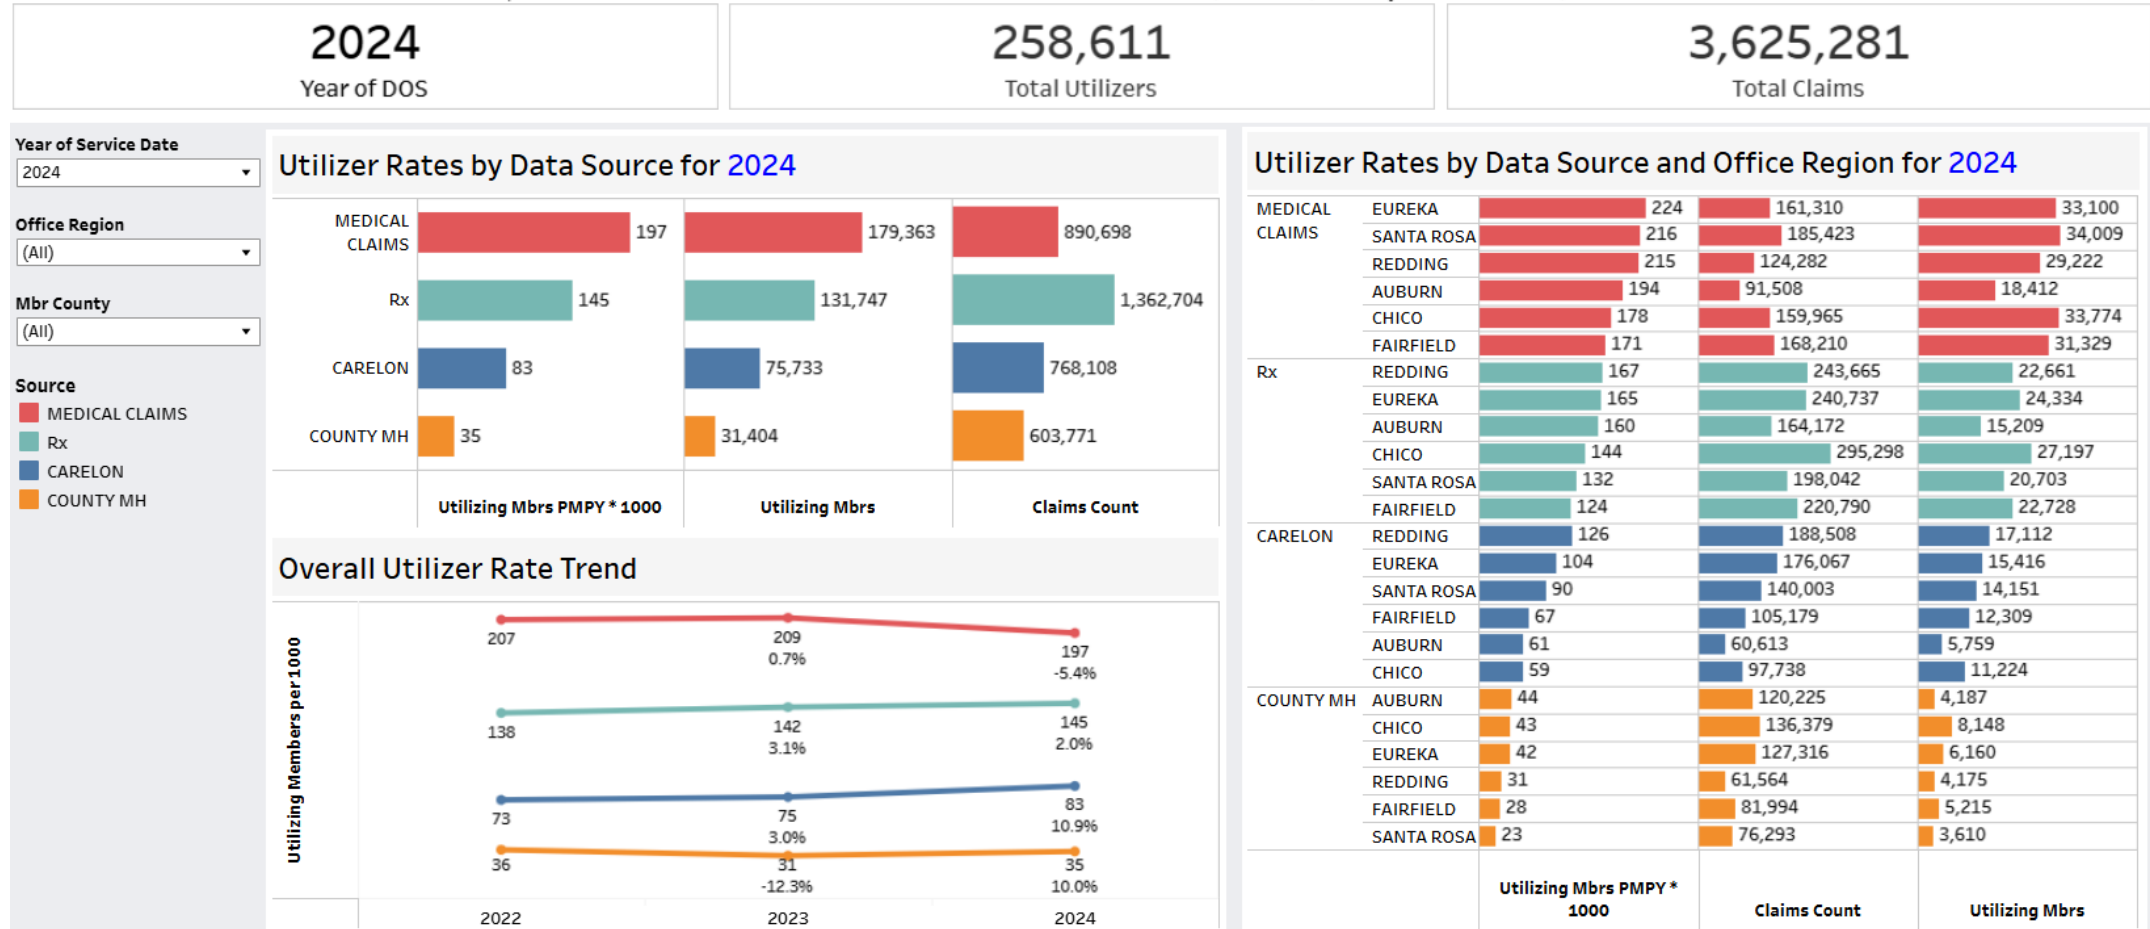 2024
Year of DOS
258,611
Total Utilizers
3,625,281
Total Claims
Year of Service Date
2024
Office Region
(All)
Mbr County
(All)
Source
MEDICAL CLAIMS
Rx
CARELON
COUNTY MH
Utilizer Rates by Data Source for 2024
MEDICAL
CLAIMS
197
179,363
890,698
Rx
145
131,747
1,362,704
CARELON
83
75,733
768,108
COUNTY MH
35
31,404
603,771
Utilizing Mbrs PMPY * 1000
Utilizing Mbrs
Claims Count
Overall Utilizer Rate Trend
Utilizing Members per 1000
207
209
0.7%
197
-5.4%
138
142
3.1%
145
2.0%
73
75
3.0%
83
10.9%
36
31
-12.3%
35
10.0%
2022
2023
2024
Utilizer Rates by Data Source and Office Region for 2024
MEDICAL
CLAIMS
EUREKA 224 161,310 33,100
SANTA ROSA 216 185,423 34,009
REDDING 215 124,282 29,222
AUBURN 194 91,508 18,412
CHICO 178 159,965 33,774
FAIRFIELD 171 168,210 31,329
Rx
REDDING 167 243,665 22,661
EUREKA 165 240,737 24,334
AUBURN 160 164,172 15,209
CHICO 144 295,298 27,197
SANTA ROSA 132 198,042 20,703
FAIRFIELD 124 220,790 22,728
CARELON
REDDING 126 188,508 17,112
EUREKA 104 176,067 15,416
SANTA ROSA 90 140,003 14,151
FAIRFIELD 67 105,179 12,309
AUBURN 61 60,613 5,759
CHICO 59 97,738 11,224
COUNTY MH
AUBURN 44 120,225 4,187
CHICO 43 136,379 8,148
EUREKA 42 127,316 6,160
REDDING 31 61,564 4,175
FAIRFIELD 28 81,994 5,215
SANTA ROSA 23 76,293 3,610
Utilizing Mbrs PMPY *
1000
Claims Count
Utilizing Mbrs